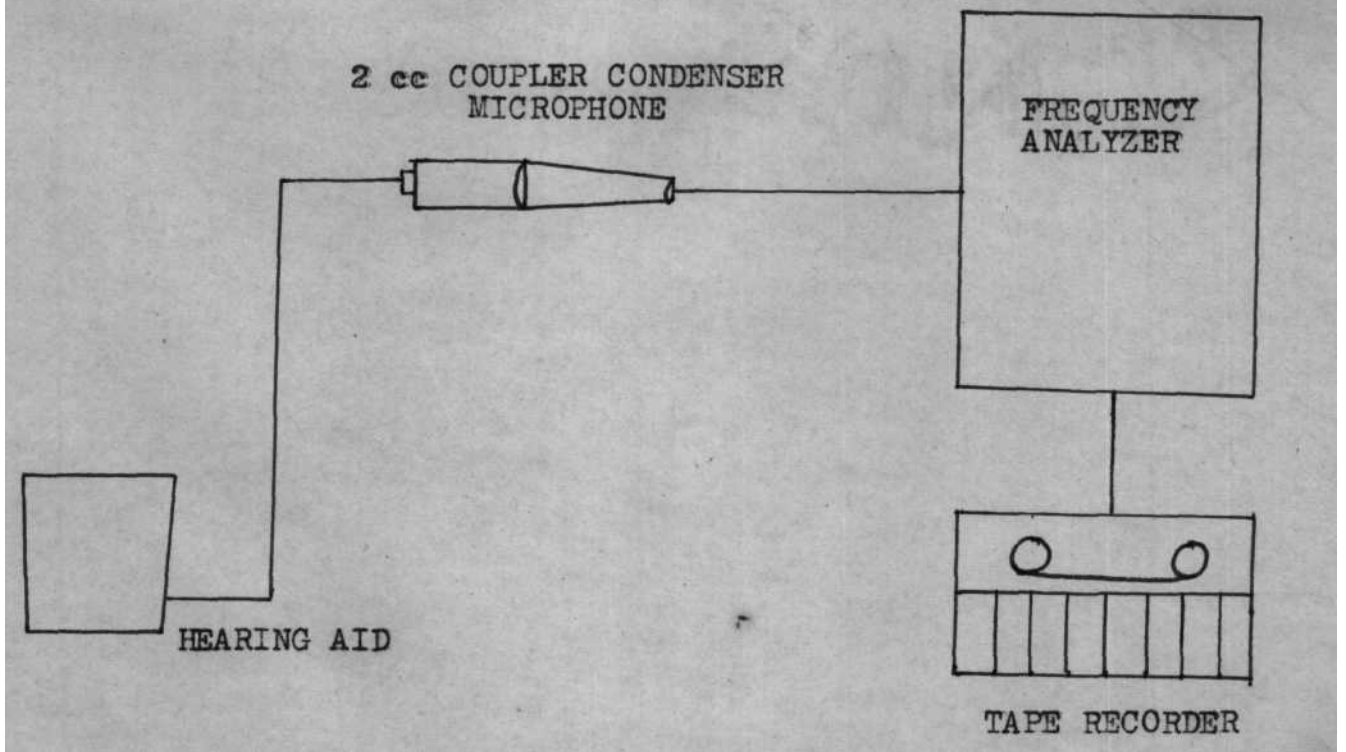 2 cc COUPLER CONDENSER
MICROPHONE
FREQUENCY
ANALYZER
HEARING AID
TAPE RECORDER